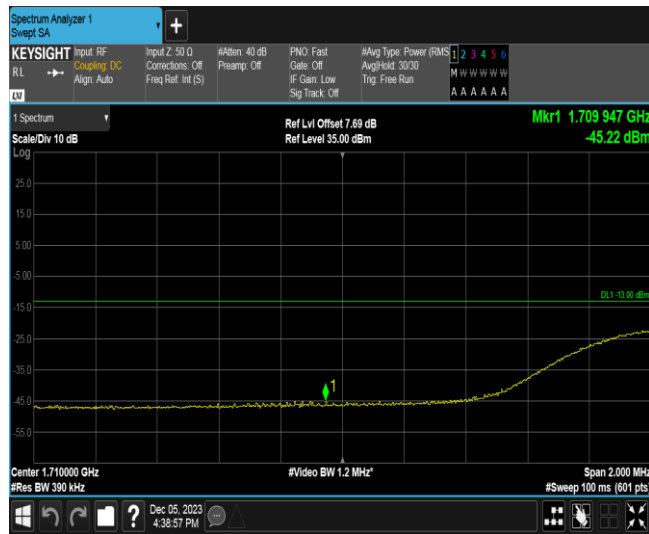 Spectrum Analyzer 1
Swept SA
KEYSIGHT
RL
LXI
Input: RF
Coupling: DC
Align: Auto
Input Z: 50 Ω
Corrections: Off
Freq Ref: Int (S)
#Atten: 40 dB
Preamp: Off
PNO: Fast
Gate: Off
IF Gain: Low
Sig Track: Off
#Avg Type: Power (RMS
Avg|Hold: 30/30
Trig: Free Run
1 2 3 4 5 6
M W W W W W
A A A A A A
1 Spectrum
Scale/Div 10 dB
Log
Ref Lvl Offset 7.69 dB
Ref Level 35.00 dBm
Mkr1 1.709 947 GHz
-45.22 dBm
25.0
15.0
5.00
-5.00
DL1 -13.00 dBm
-15.0
-25.0
-35.0
1
-45.0
-55.0
Center 1.710000 GHz
#Res BW 390 kHz
#Video BW 1.2 MHz*
Span 2.000 MHz
#Sweep 100 ms (601 pts
?
Dec 05, 2023
4:38:57 PM